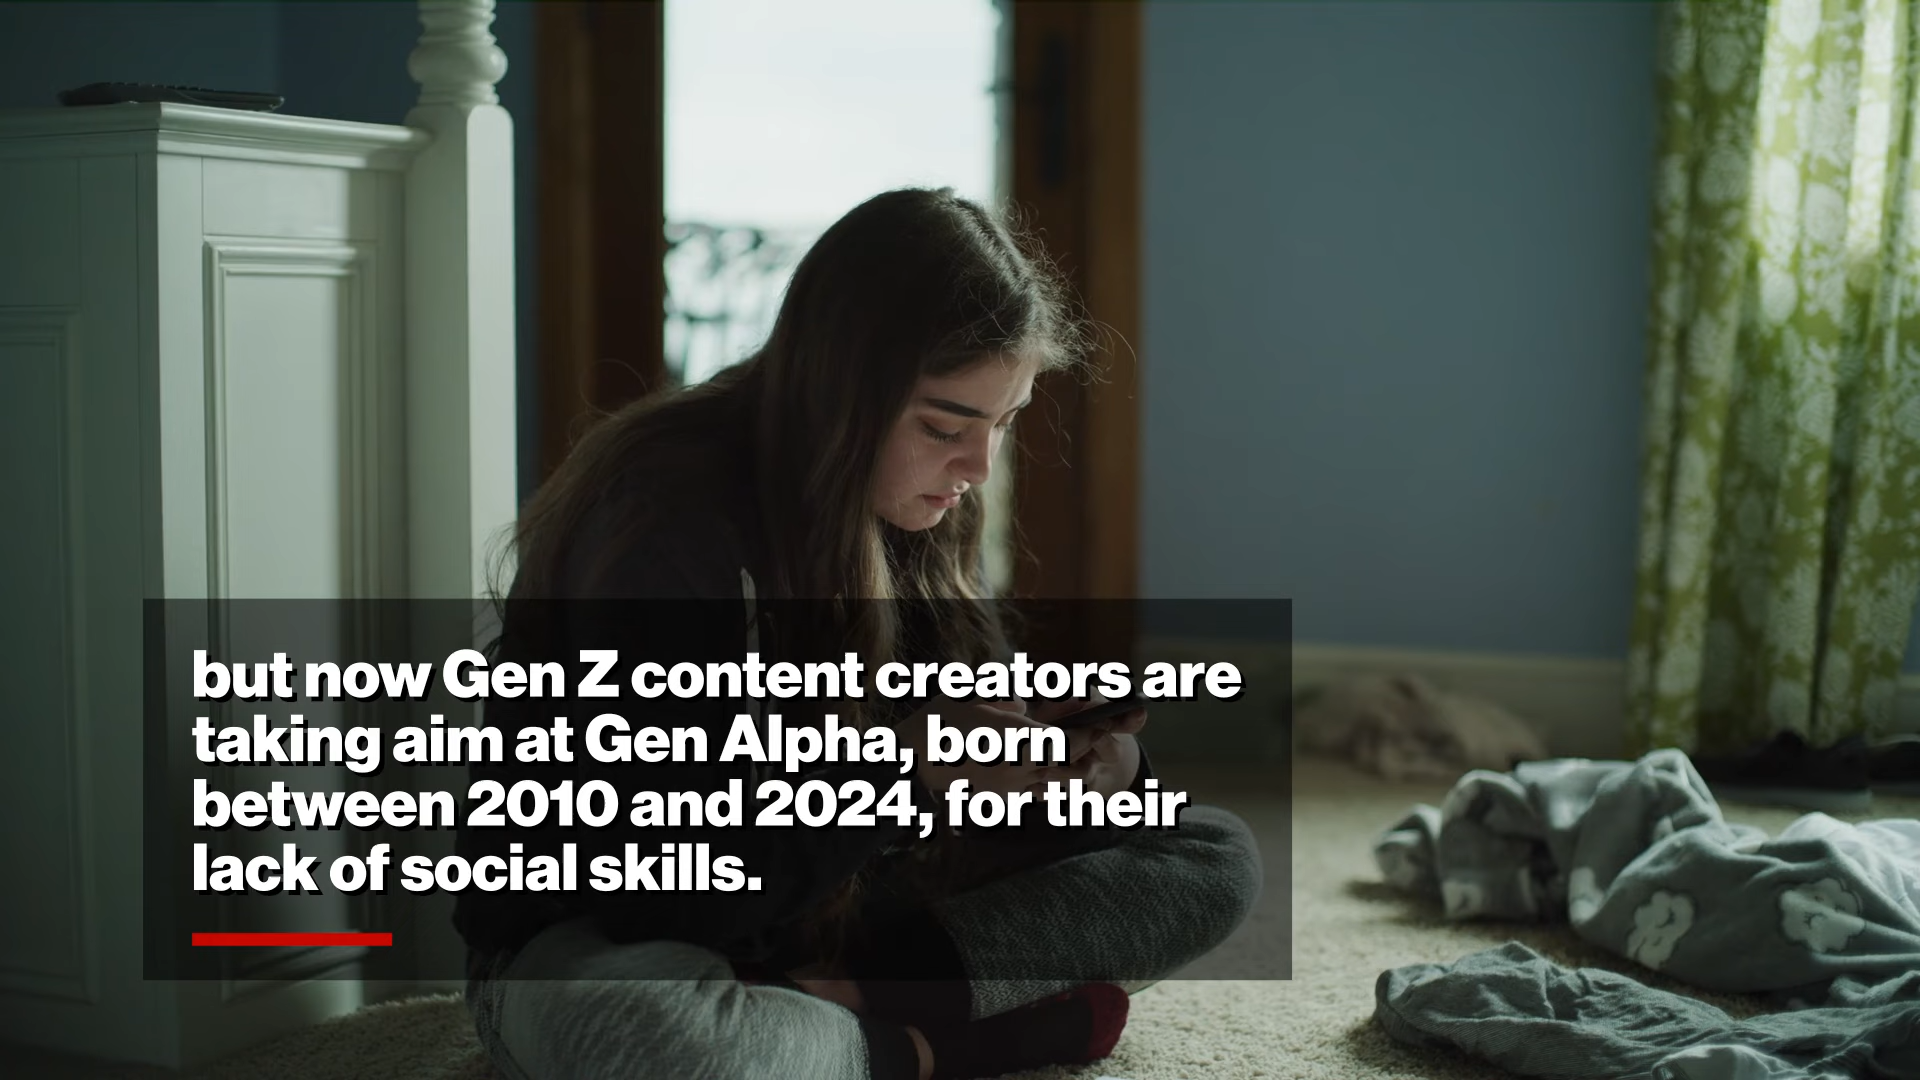 but now Gen Z content creators are
taking aim at Gen Alpha, born
between 2010 and 2024, for their
lack of social skills.